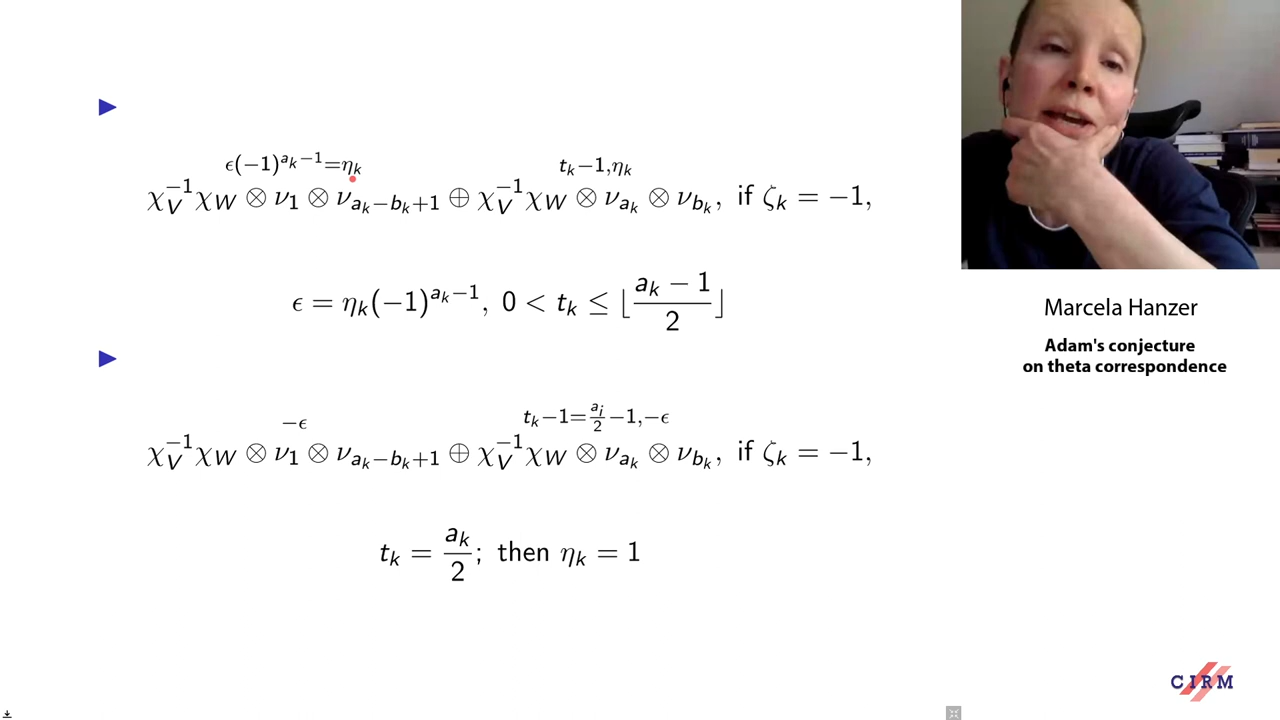 ϵ(−1)^{a_k−1}=η_k t_k−1,η_k
χ_V^{−1}χ_W ⊗ ν_1 ⊗ ν_{a_k−b_k+1} ⊕ χ_V^{−1}χ_W ⊗ ν_{a_k} ⊗ ν_{b_k}, if ζ_k = −1,
ϵ = η_k(−1)^{a_k−1}, 0 < t_k ≤ ⌊\frac{a_k − 1}{2}⌋
−ϵ t_k−1=\frac{a_i}{2}−1,−ϵ
χ_V^{−1}χ_W ⊗ ν_1 ⊗ ν_{a_k−b_k+1} ⊕ χ_V^{−1}χ_W ⊗ ν_{a_k} ⊗ ν_{b_k}, if ζ_k = −1,
t_k = \frac{a_k}{2}; then η_k = 1
Marcela Hanzer
Adam's conjecture
on theta correspondence
CIRM